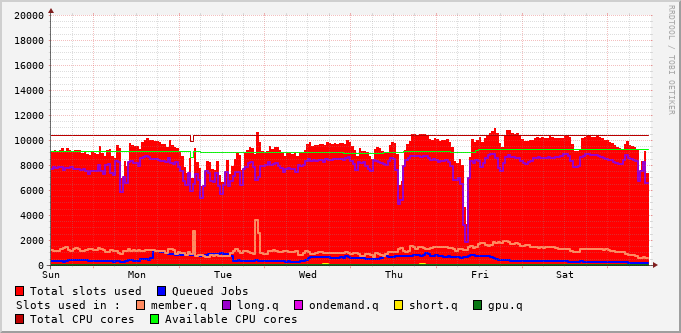 RRDTOOL / TOBI OETIKER
20000
18000
16000
14000
12000
10000
8000
6000
4000
2000
0
Sun Mon Tue Wed Thu Fri Sat
Total slots used Queued Jobs
Slots used in : member.q long.q ondemand.q short.q gpu.q
Total CPU cores Available CPU cores